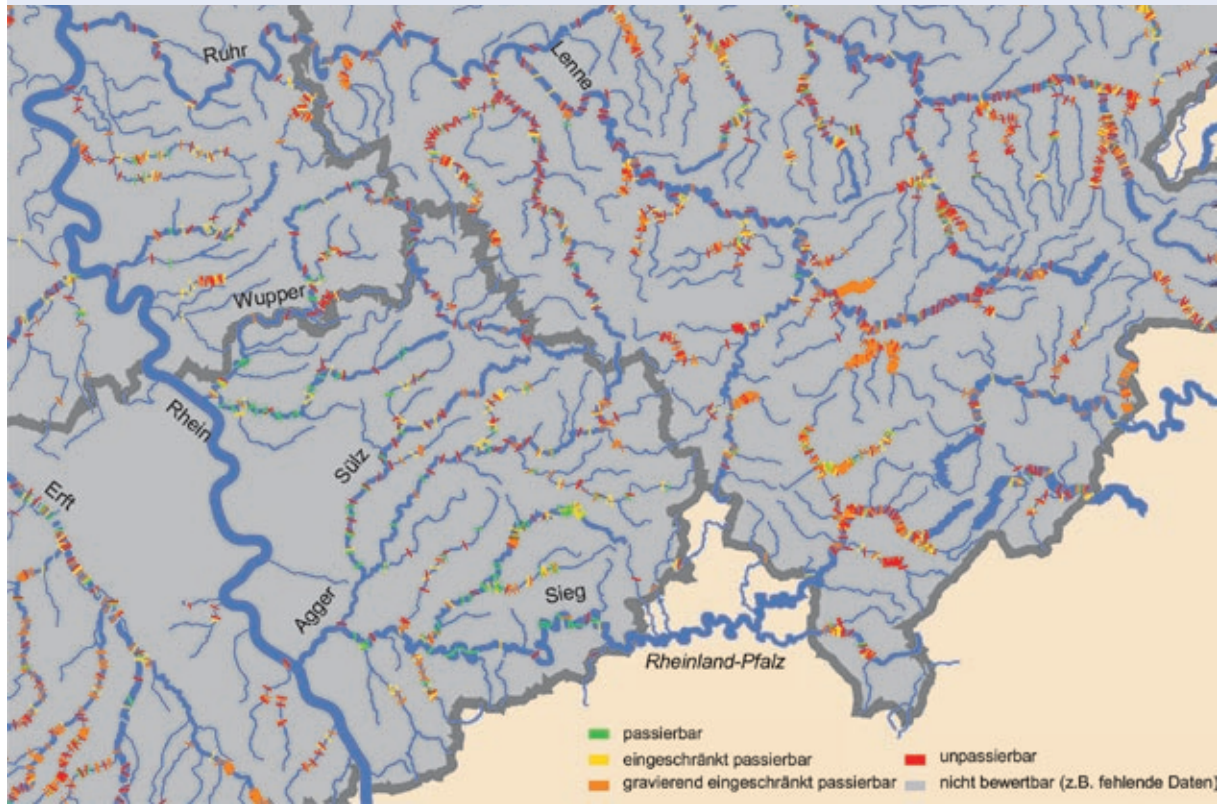 Ruhr
Lenne
Wupper
Rhein
Sülz
Erft
Agger
Sieg
Rheinland-Pfalz
passierbar
eingeschränkt passierbar
gravierend eingeschränkt passierbar
unpassierbar
nicht bewertbar (z.B. fehlende Daten)